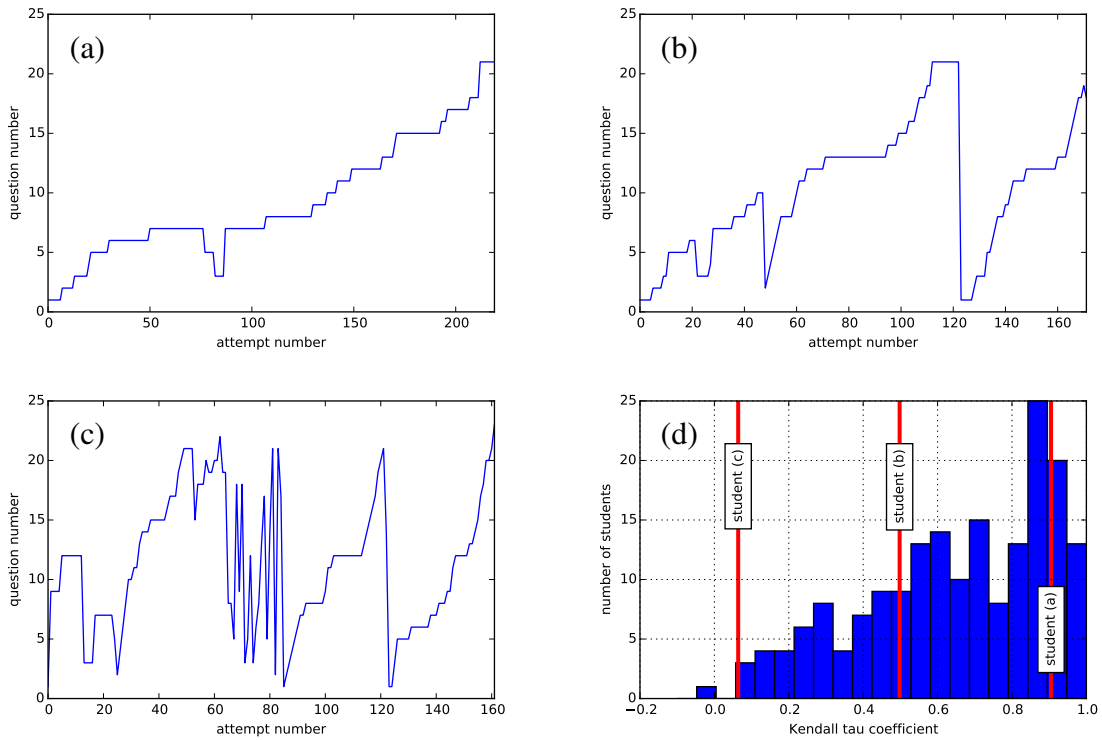 (a)
question number
25
20
15
10
5
0
0 50 100 150 200
attempt number
(b)
question number
25
20
15
10
5
0
0 20 40 60 80 100 120 140 160
attempt number
(c)
question number
25
20
15
10
5
0
0 20 40 60 80 100 120 140 160
attempt number
(d)
number of students
25
20
15
10
5
0
student (c)
student (b)
student (a)
−0.2 0.0 0.2 0.4 0.6 0.8 1.0
Kendall tau coefficient